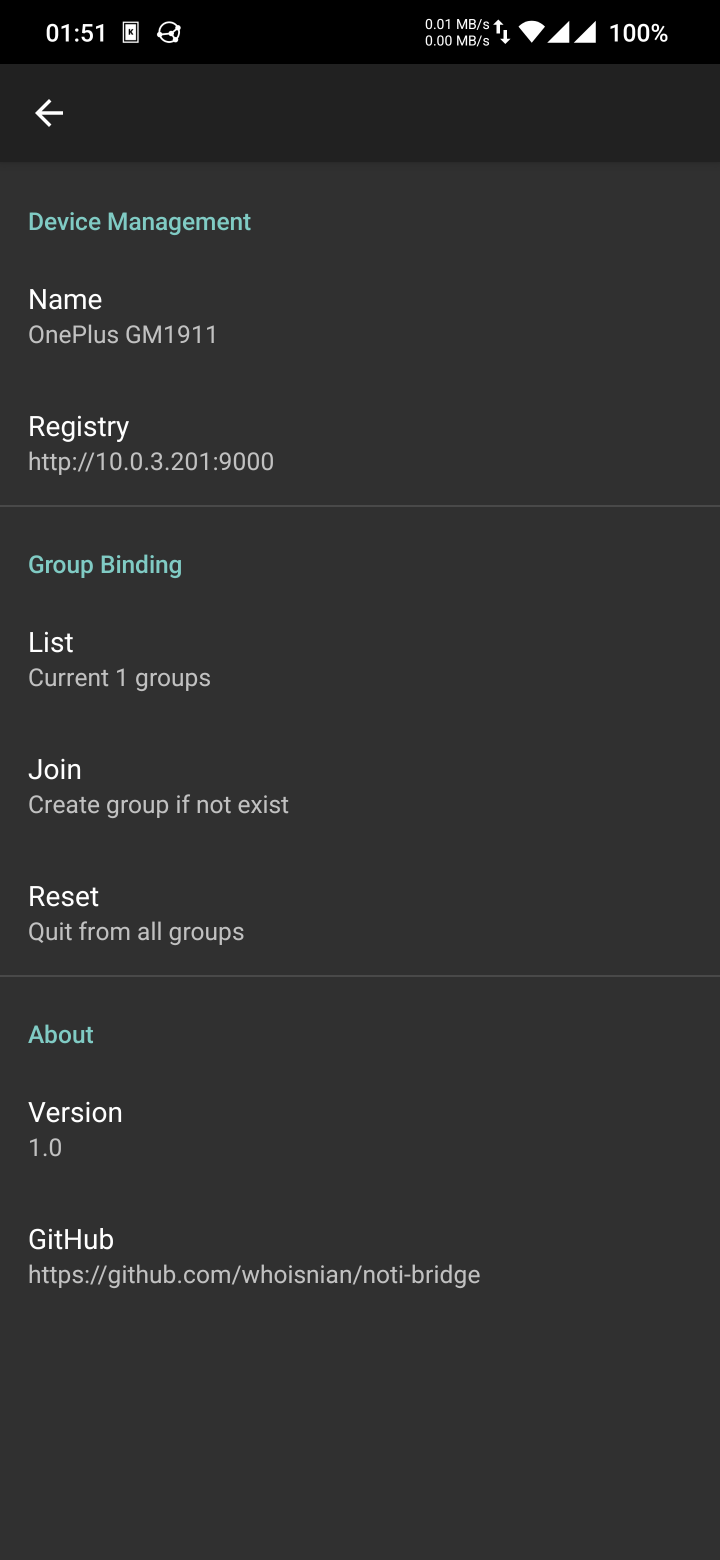 01:51
0.01 MB/s
0.00 MB/s
100%
Device Management
Name
OnePlus GM1911
Registry
http://10.0.3.201:9000
Group Binding
List
Current 1 groups
Join
Create group if not exist
Reset
Quit from all groups
About
Version
1.0
GitHub
https://github.com/whoisnian/noti-bridge